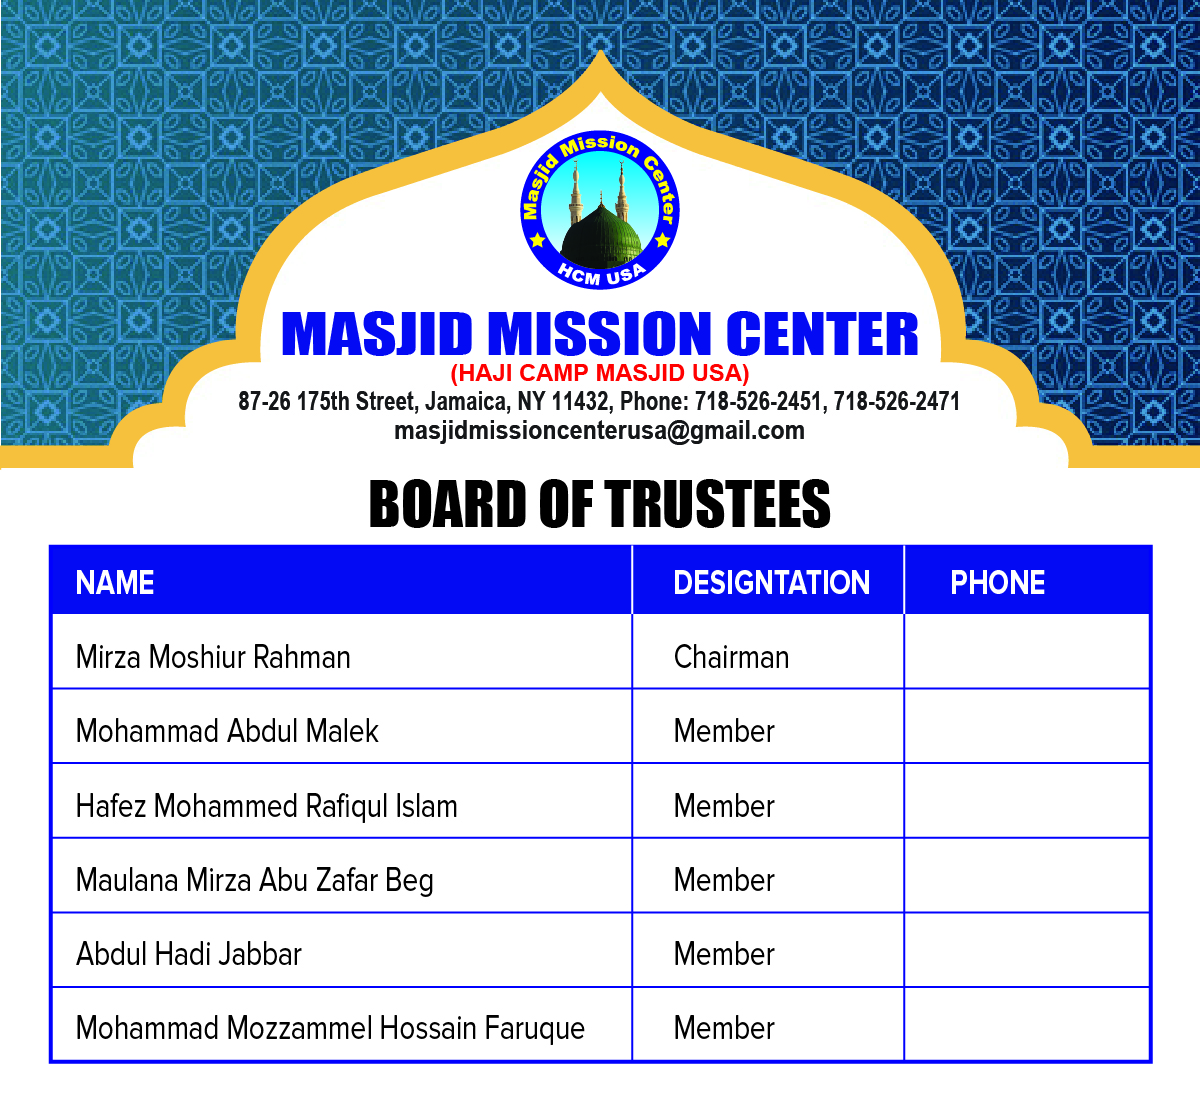 Masjid Mission Center
HCM USA
MASJID MISSION CENTER
(HAJI CAMP MASJID USA)
87-26 175th Street, Jamaica, NY 11432, Phone: 718-526-2451, 718-526-2471
masjidmissioncenterusa@gmail.com
BOARD OF TRUSTEES
NAME DESIGNTATION PHONE
Mirza Moshiur Rahman Chairman
Mohammad Abdul Malek Member
Hafez Mohammed Rafiqul Islam Member
Maulana Mirza Abu Zafar Beg Member
Abdul Hadi Jabbar Member
Mohammad Mozzammel Hossain Faruque Member